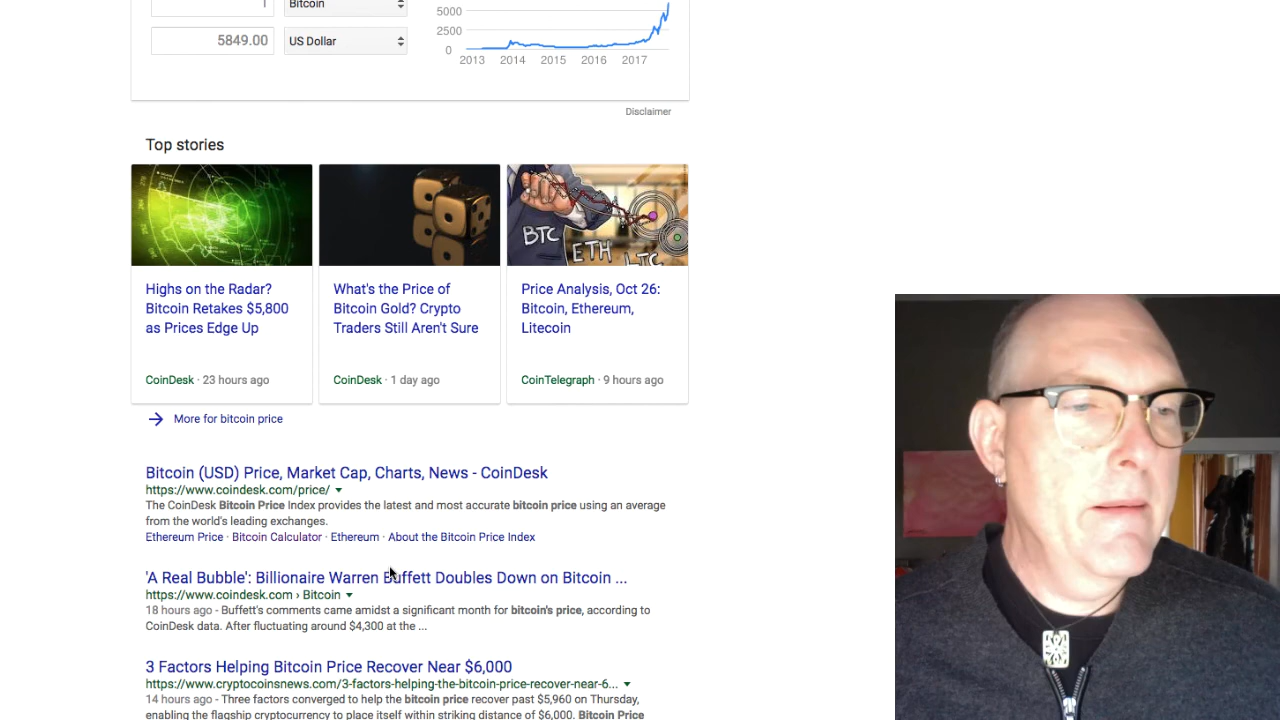 1 Bitcoin
5849.00 US Dollar
5000
2500
0
2013 2014 2015 2016 2017
Disclaimer
Top stories
BTC
ETH
LTC
Highs on the Radar?
Bitcoin Retakes $5,800
as Prices Edge Up
CoinDesk · 23 hours ago
What's the Price of
Bitcoin Gold? Crypto
Traders Still Aren't Sure
CoinDesk · 1 day ago
Price Analysis, Oct 26:
Bitcoin, Ethereum,
Litecoin
CoinTelegraph · 9 hours ago
More for bitcoin price
Bitcoin (USD) Price, Market Cap, Charts, News - CoinDesk
https://www.coindesk.com/price/
The CoinDesk Bitcoin Price Index provides the latest and most accurate bitcoin price using an average
from the world's leading exchanges.
Ethereum Price · Bitcoin Calculator · Ethereum · About the Bitcoin Price Index
'A Real Bubble': Billionaire Warren Buffett Doubles Down on Bitcoin ...
https://www.coindesk.com › Bitcoin
18 hours ago - Buffett's comments came amidst a significant month for bitcoin's price, according to
CoinDesk data. After fluctuating around $4,300 at the ...
3 Factors Helping Bitcoin Price Recover Near $6,000
https://www.cryptocoinsnews.com/3-factors-helping-the-bitcoin-price-recover-near-6...
14 hours ago - Three factors converged to help the bitcoin price recover past $5,960 on Thursday,
enabling the flagship cryptocurrency to place itself within striking distance of $6,000. Bitcoin Price